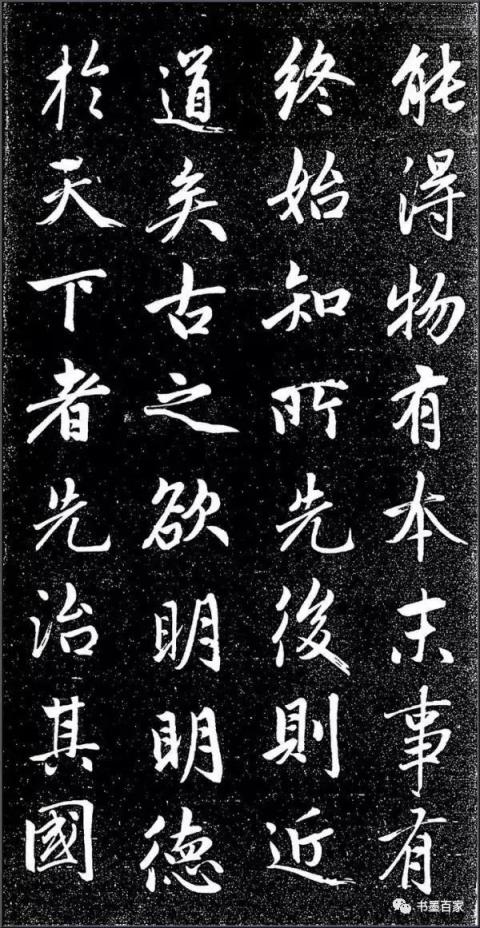 能得物有本末事有
終始知所先後則近
道矣古之欲明明德
於天下者先治其國
书墨百家